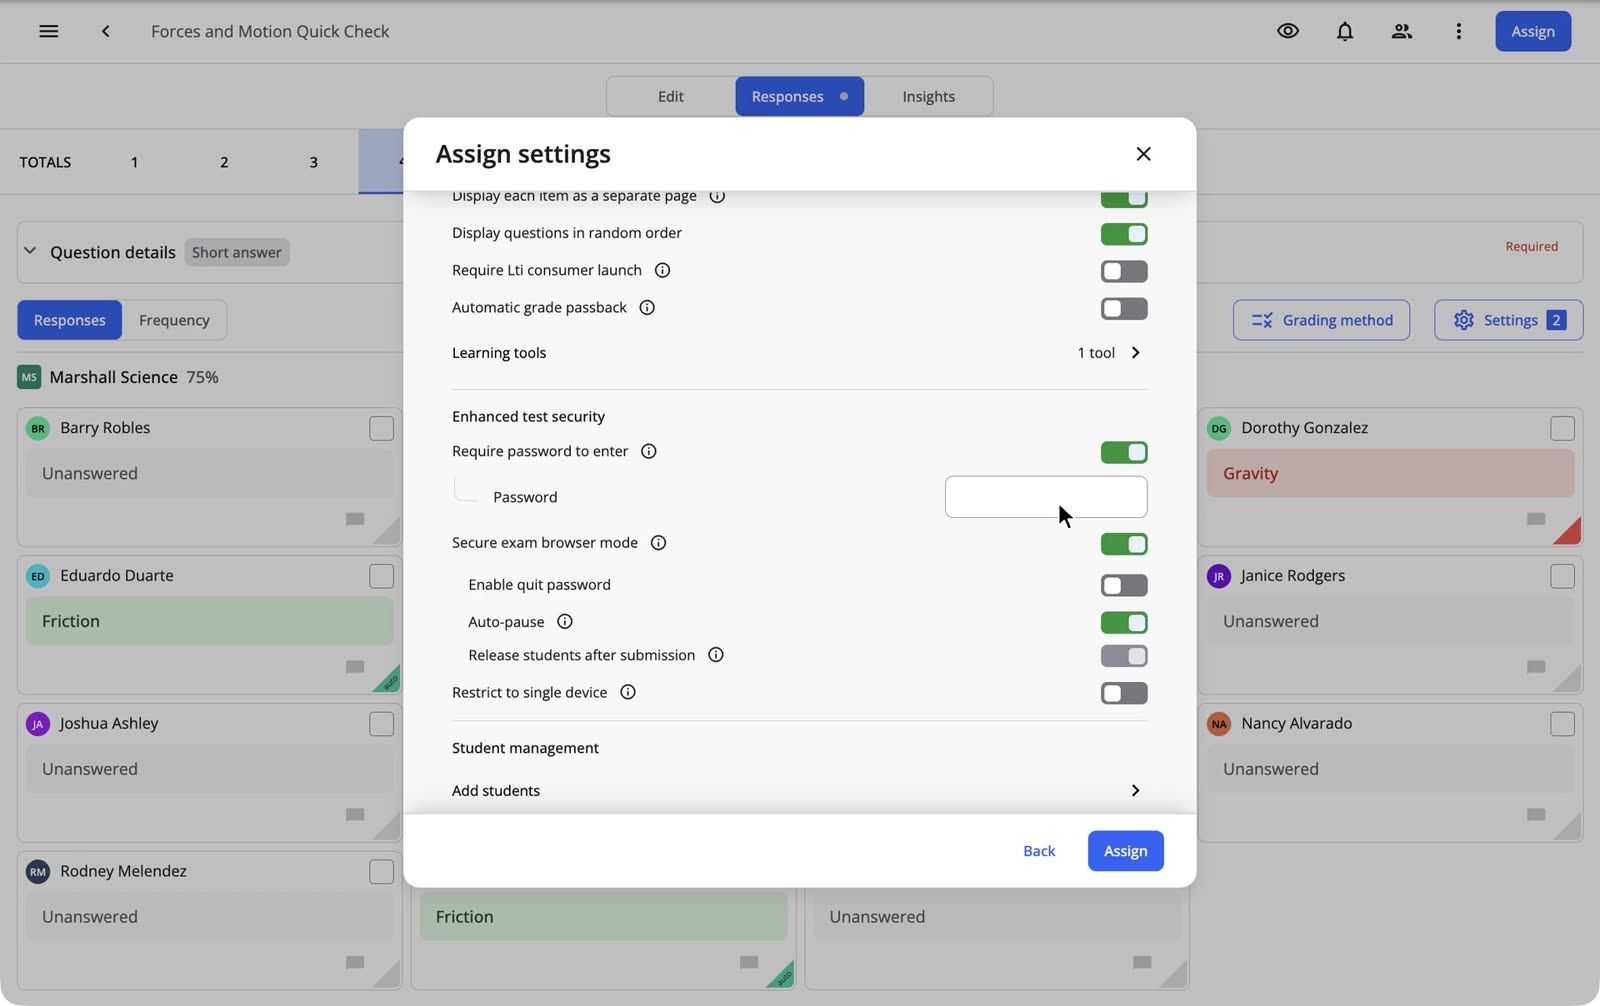 Forces and Motion Quick Check
Assign
Edit
Responses
Insights
TOTALS 1 2 3 4
Question details Short answer
Required
Responses
Frequency
Grading method
Settings 2
MS Marshall Science 75%
BR Barry Robles
Unanswered
ED Eduardo Duarte
Friction
auto
JA Joshua Ashley
Unanswered
RM Rodney Melendez
Unanswered
Friction
auto
Unanswered
DG Dorothy Gonzalez
Gravity
JR Janice Rodgers
Unanswered
NA Nancy Alvarado
Unanswered
Assign settings
Display each item as a separate page
Display questions in random order
Require Lti consumer launch
Automatic grade passback
Learning tools 1 tool
Enhanced test security
Require password to enter
Password
Secure exam browser mode
Enable quit password
Auto-pause
Release students after submission
Restrict to single device
Student management
Add students
Back
Assign